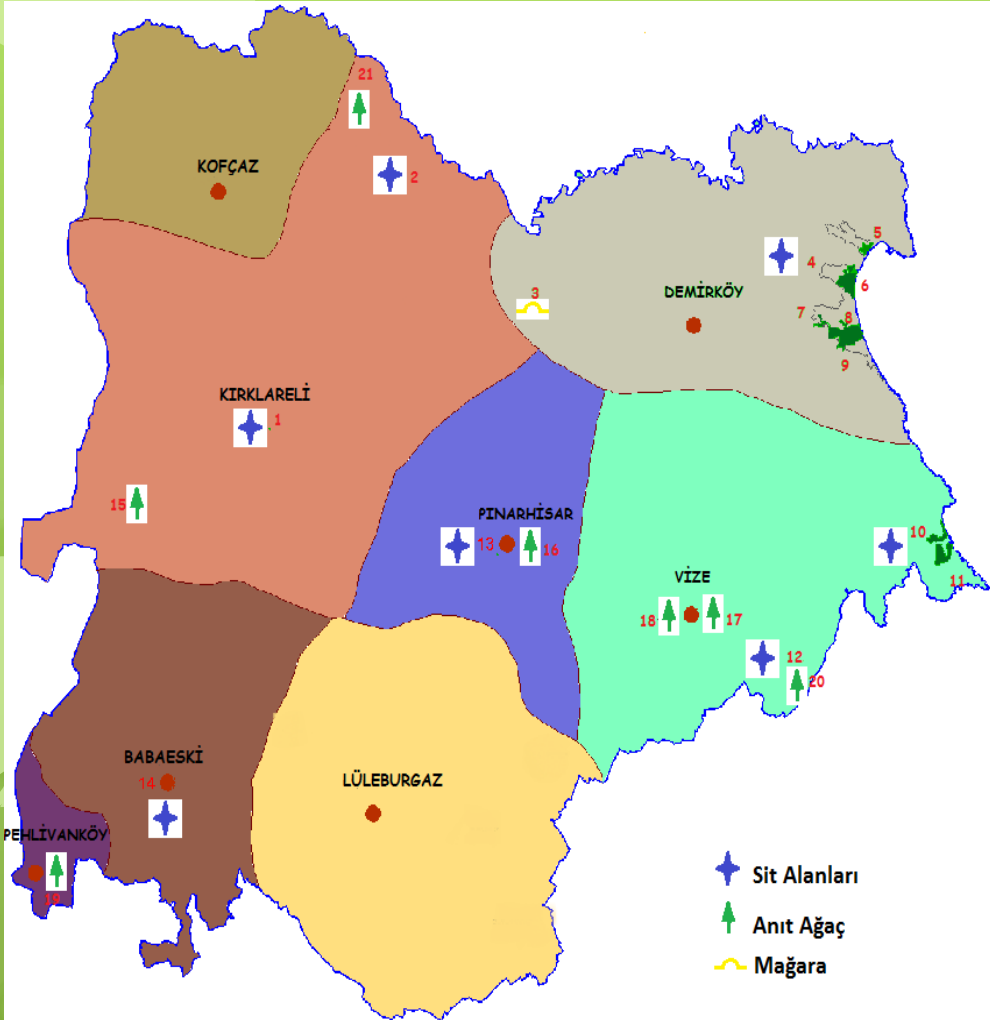 21
KOFÇAZ
2
5
4
6
DEMİRKÖY
3
7
8
9
KIRKLARELİ
1
15
PINARHİSAR
13
16
10
11
VİZE
18
17
12
20
BABAESKİ
14
LÜLEBURGAZ
PEHLİVANKÖY
19
Sit Alanları
Anıt Ağaç
Mağara